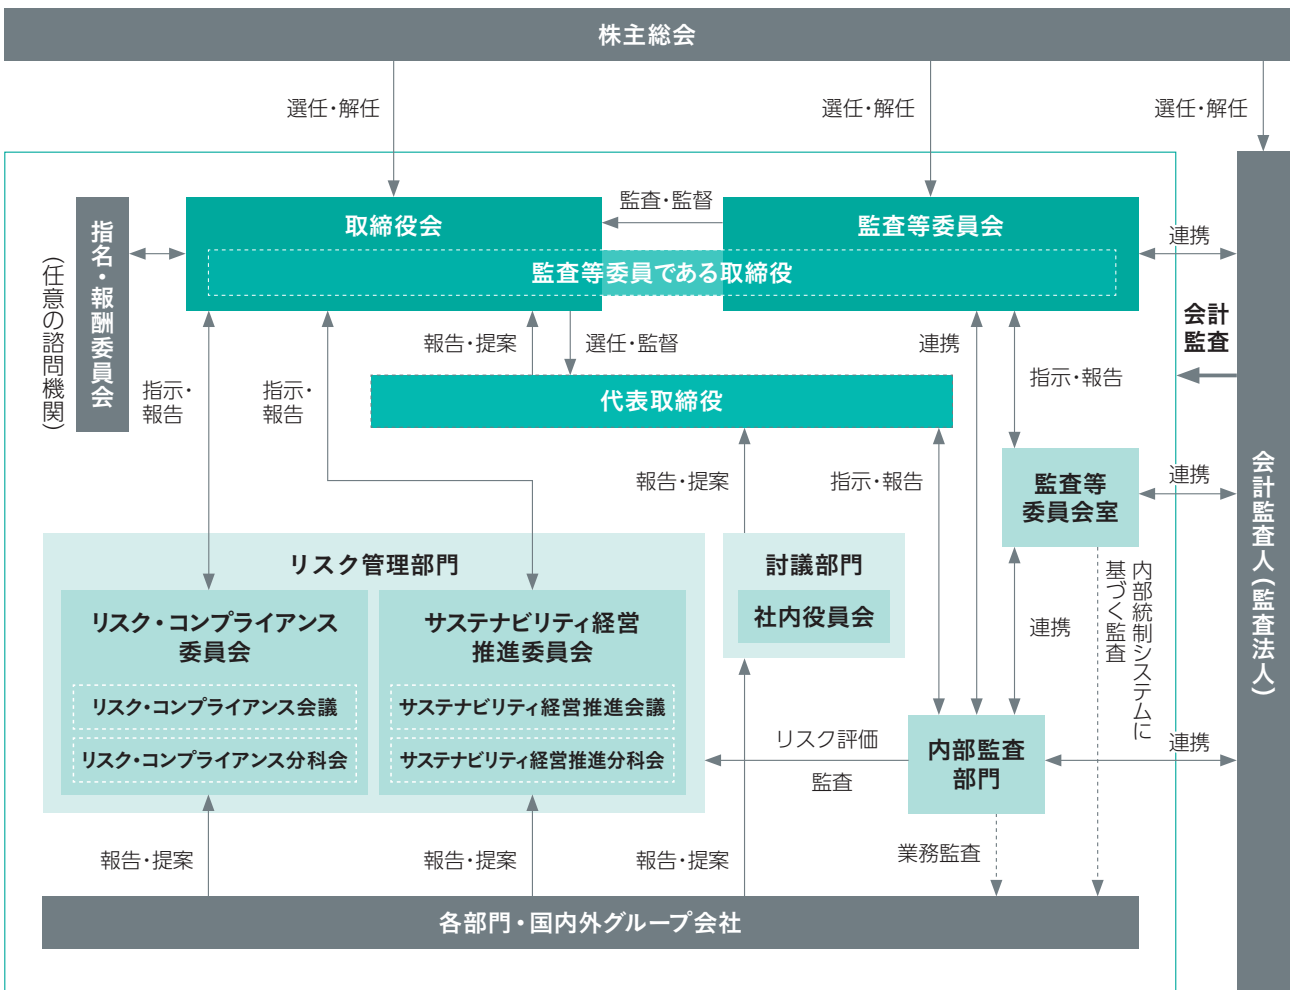 株主総会
選任・解任
選任・解任
選任・解任
指名・報酬委員会
(任意の諮問機関)
取締役会
監査・監督
監査等委員会
監査等委員である取締役
連携
会計
監査
報告・提案
選任・監督
連携
指示・報告
指示・
報告
指示・
報告
代表取締役
報告・提案
指示・報告
監査等
委員会室
連携
会計監査人(監査法人)
リスク管理部門
リスク・コンプライアンス
委員会
リスク・コンプライアンス会議
リスク・コンプライアンス分科会
サステナビリティ経営
推進委員会
サステナビリティ経営推進会議
サステナビリティ経営推進分科会
討議部門
社内役員会
連携
内部統制システムに
基づく監査
リスク評価
監査
内部監査
部門
連携
報告・提案
報告・提案
報告・提案
業務監査
各部門・国内外グループ会社